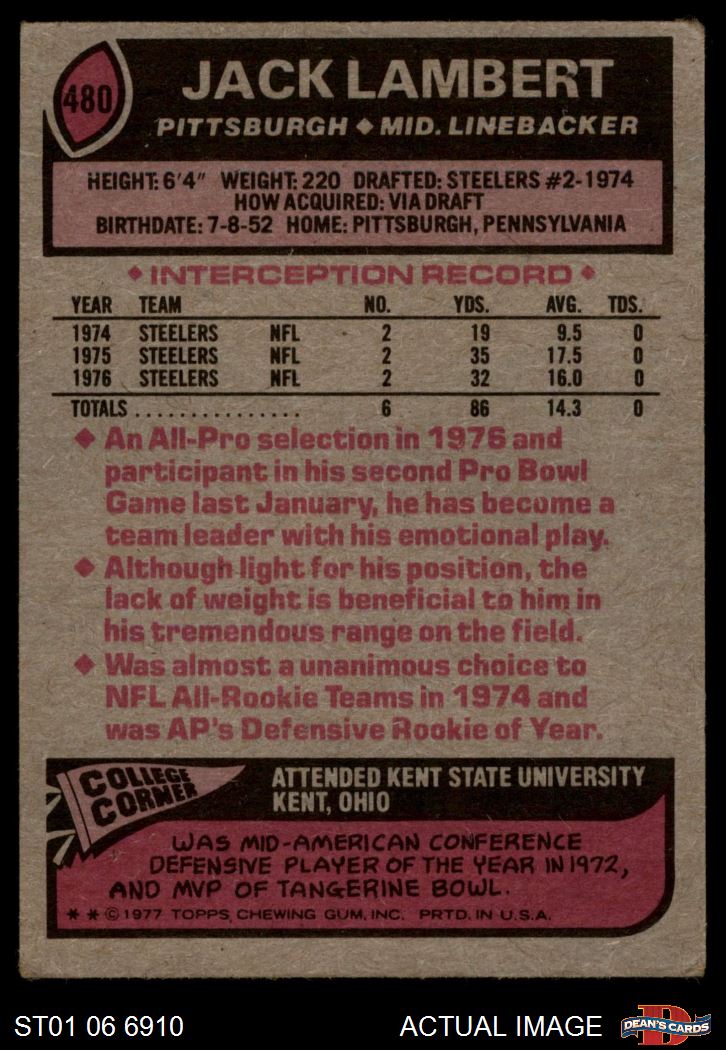 480
JACK LAMBERT
PITTSBURGH ◆ MID. LINEBACKER
HEIGHT: 6'4" WEIGHT: 220 DRAFTED: STEELERS #2-1974
HOW ACQUIRED: VIA DRAFT
BIRTHDATE: 7-8-52 HOME: PITTSBURGH, PENNSYLVANIA
◆ INTERCEPTION RECORD ◆
YEAR TEAM NO. YDS. AVG. TDS.
1974 STEELERS NFL 2 19 9.5 0
1975 STEELERS NFL 2 35 17.5 0
1976 STEELERS NFL 2 32 16.0 0
TOTALS ............... 6 86 14.3 0
◆ An All-Pro selection in 1976 and
participant in his second Pro Bowl
Game last January, he has become a
team leader with his emotional play.
◆ Although light for his position, the
lack of weight is beneficial to him in
his tremendous range on the field.
◆ Was almost a unanimous choice to
NFL All-Rookie Teams in 1974 and
was AP's Defensive Rookie of Year.
COLLEGE
CORNER
ATTENDED KENT STATE UNIVERSITY
KENT, OHIO
WAS MID-AMERICAN CONFERENCE
DEFENSIVE PLAYER OF THE YEAR IN 1972,
AND MVP OF TANGERINE BOWL.
* * © 1977 TOPPS CHEWING GUM, INC. PRTD. IN U.S.A.
ST01 06 6910
ACTUAL IMAGE
D
DEAN'S CARDS